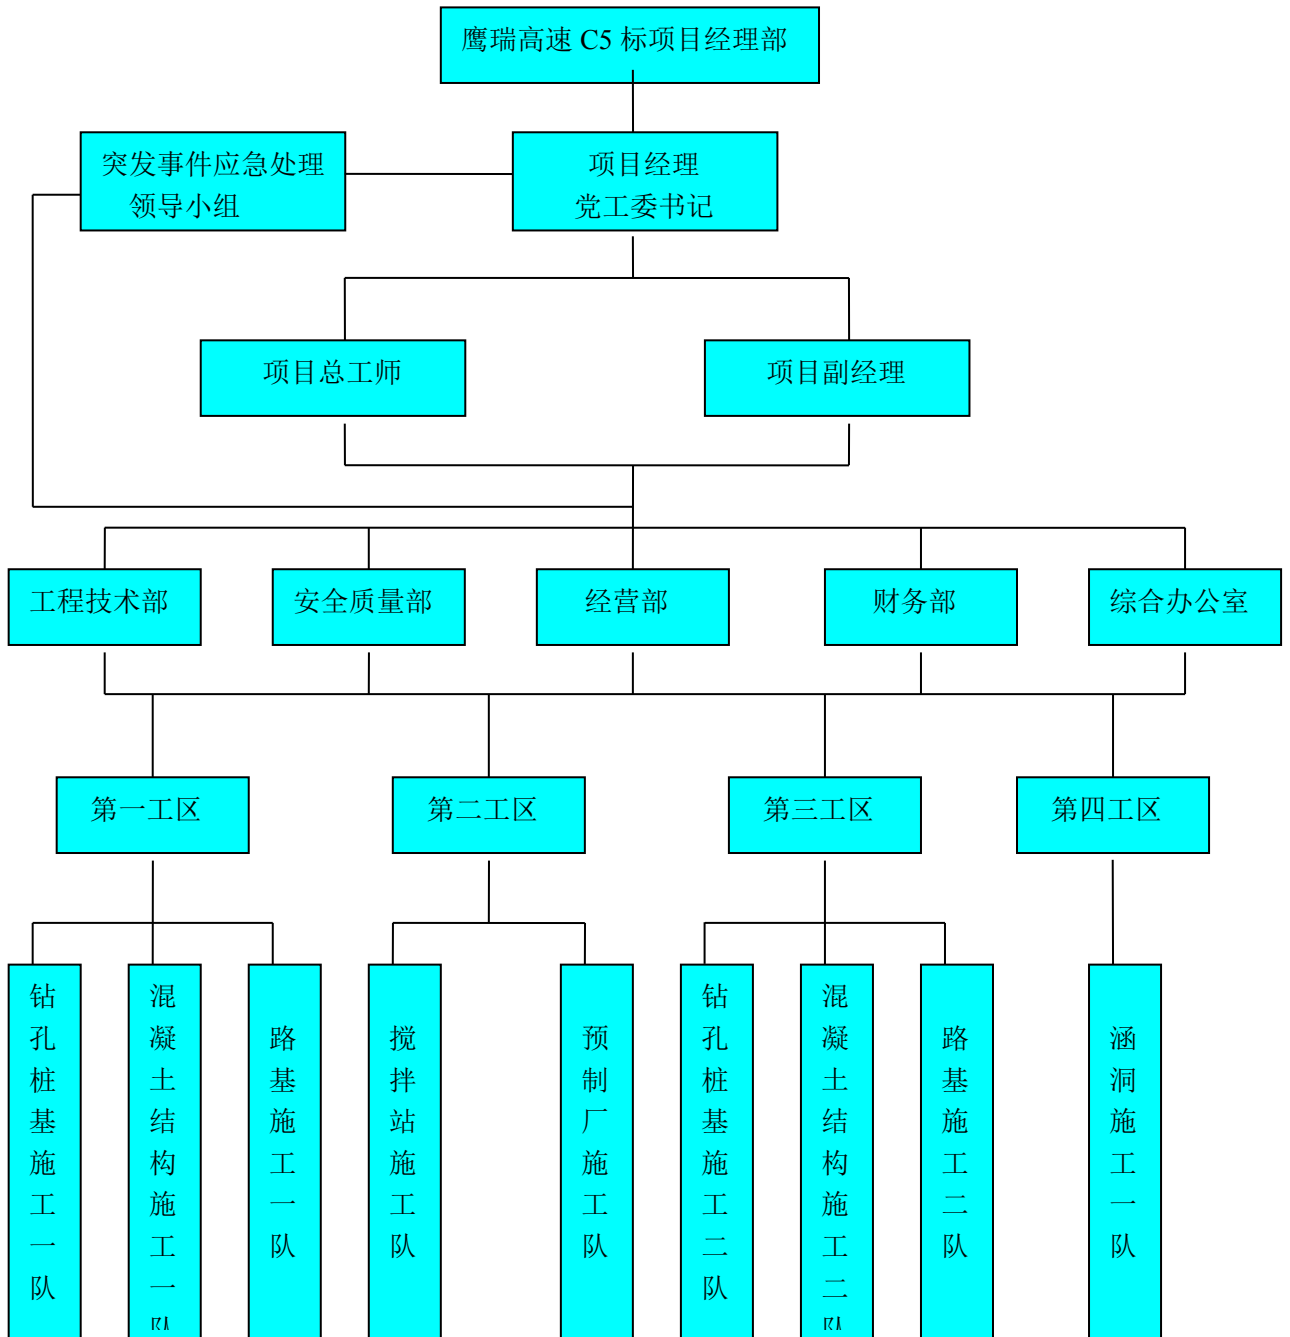 鹰瑞高速 C5 标项目经理部
突发事件应急处理
领导小组
项目经理
党工委书记
项目总工师
项目副经理
工程技术部
安全质量部
经营部
财务部
综合办公室
第一工区
第二工区
第三工区
第四工区
钻孔桩基施工一队
混凝土结构施工一队
路基施工一队
搅拌站施工队
预制厂施工队
钻孔桩基施工二队
混凝土结构施工二队
路基施工二队
涵洞施工一队